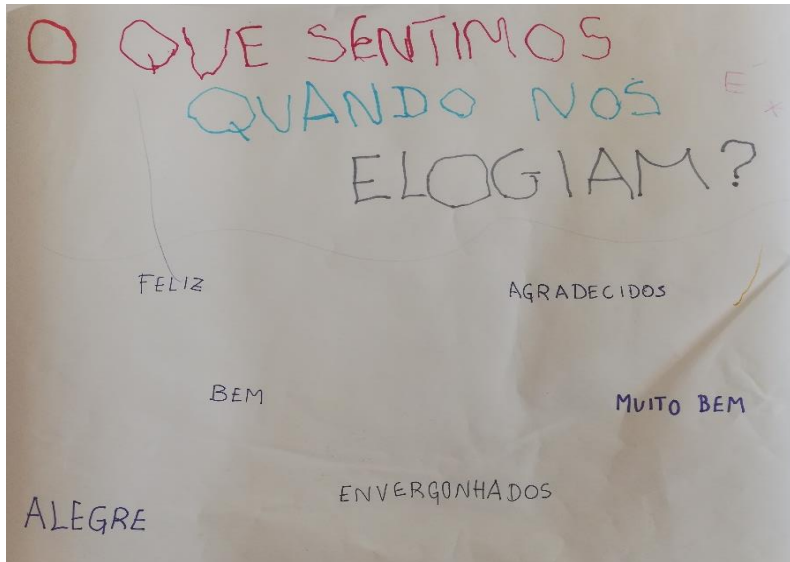 O QUE SENTIMOS
QUANDO NOS
ELOGIAM?
FELIZ
AGRADECIDOS
BEM
MUITO BEM
ENVERGONHADOS
ALEGRE